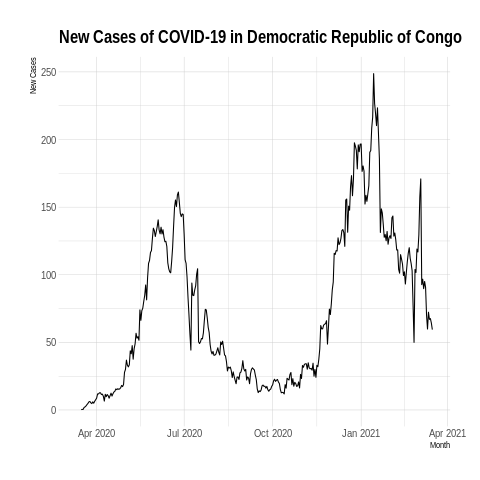 New Cases of COVID-19 in Democratic Republic of Congo
New Cases
250
200
150
100
50
0
Apr 2020
Jul 2020
Oct 2020
Jan 2021
Apr 2021
Month